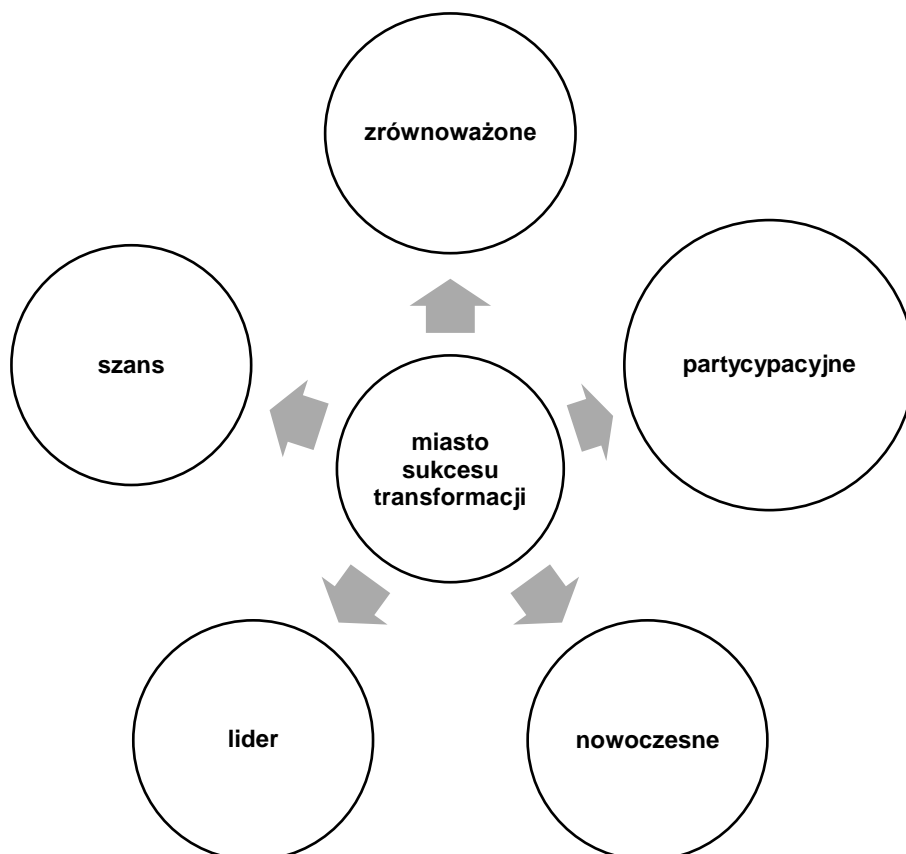 zrównoważone
szans
partycypacyjne
miasto
sukcesu
transformacji
lider
nowoczesne